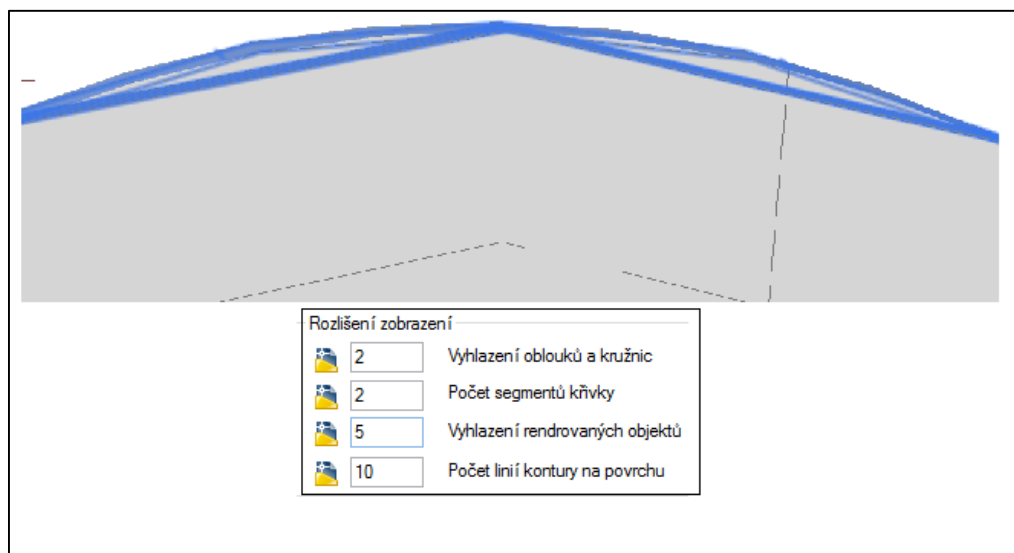 Rozlišení zobrazení
2 Vyhlazení oblouků a kružnic
2 Počet segmentů křivky
5 Vyhlazení rendrovaných objektů
10 Počet linií kontury na povrchu